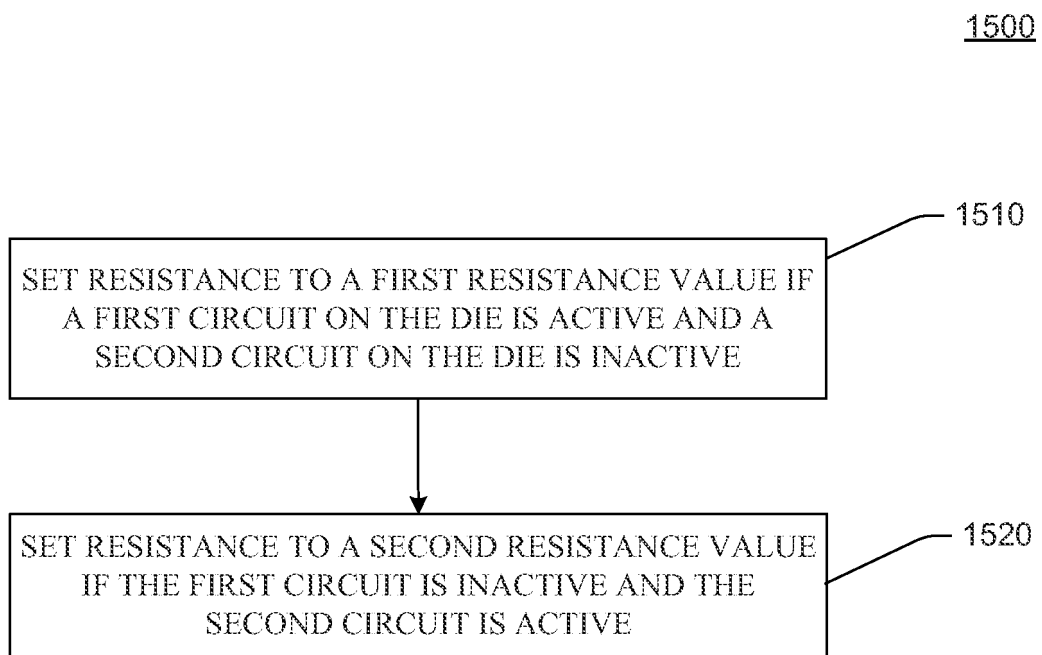 1500
1510
SET RESISTANCE TO A FIRST RESISTANCE VALUE IF
A FIRST CIRCUIT ON THE DIE IS ACTIVE AND A
SECOND CIRCUIT ON THE DIE IS INACTIVE
1520
SET RESISTANCE TO A SECOND RESISTANCE VALUE
IF THE FIRST CIRCUIT IS INACTIVE AND THE
SECOND CIRCUIT IS ACTIVE